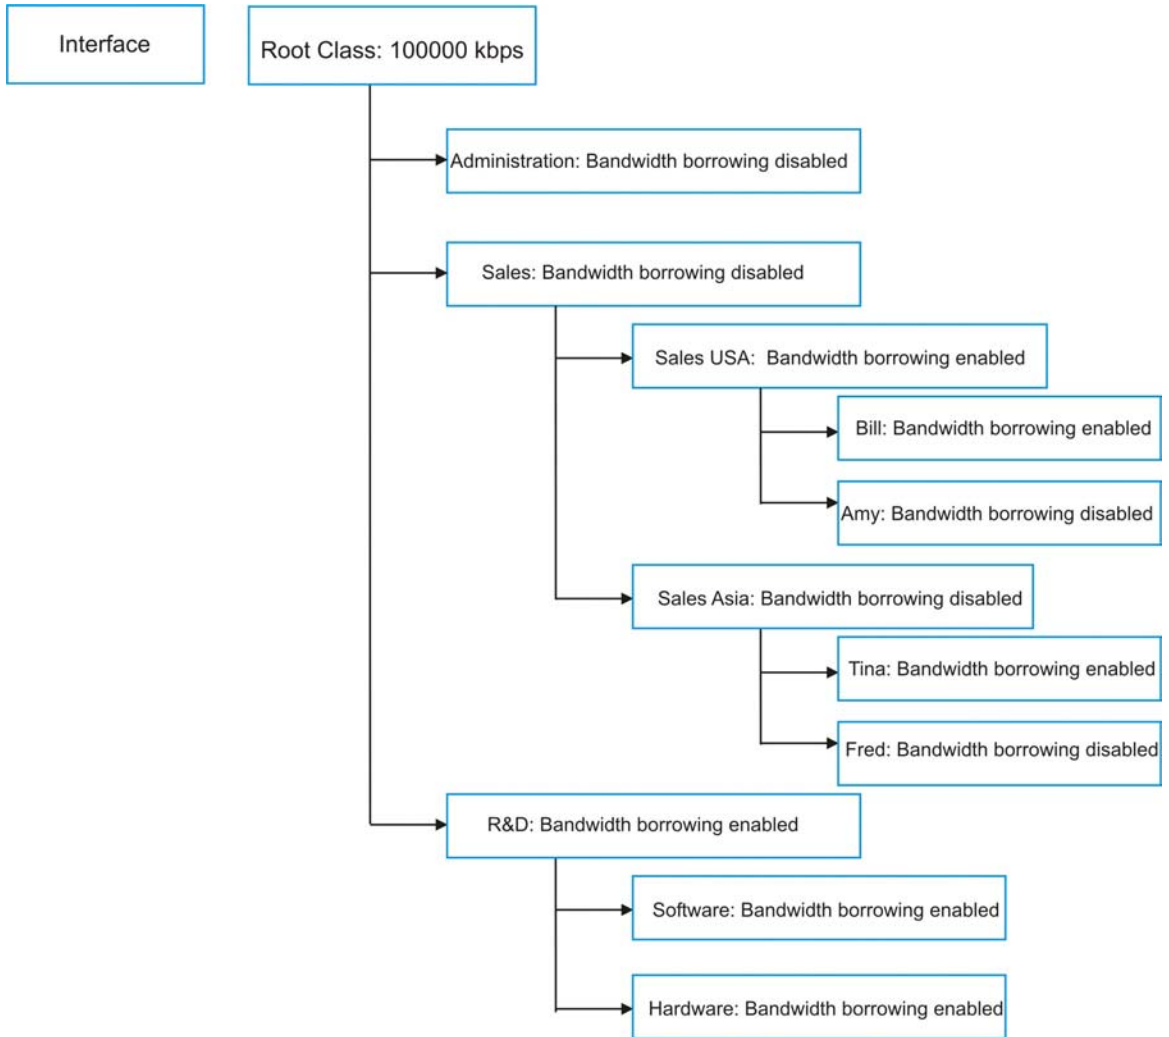 Interface
Root Class: 100000 kbps
Administration: Bandwidth borrowing disabled
Sales: Bandwidth borrowing disabled
Sales USA:  Bandwidth borrowing enabled
Bill: Bandwidth borrowing enabled
Amy: Bandwidth borrowing disabled
Sales Asia: Bandwidth borrowing disabled
Tina: Bandwidth borrowing enabled
Fred: Bandwidth borrowing disabled
R&D: Bandwidth borrowing enabled
Software: Bandwidth borrowing enabled
Hardware: Bandwidth borrowing enabled